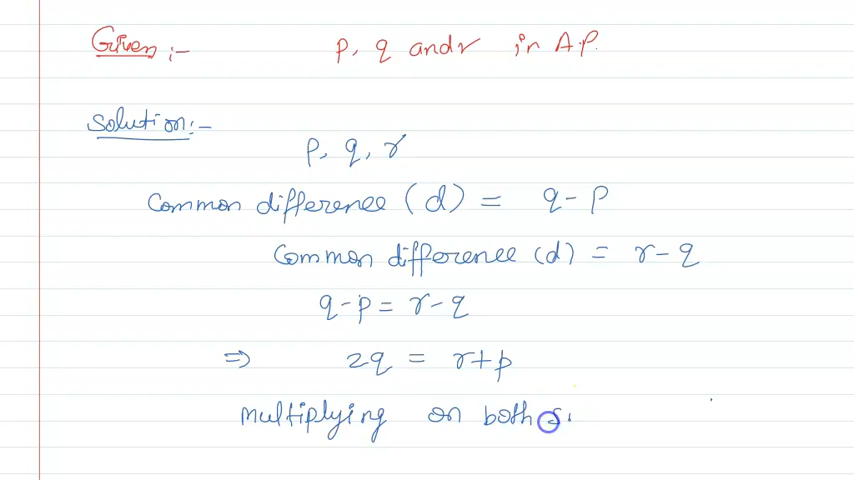 Given :-
p, q and r in A.P.
Solution :-
p, q, r
Common difference (d) = q - p
Common difference (d) = r - q
q - p = r - q
⇒ 2q = r + p
multiplying on both